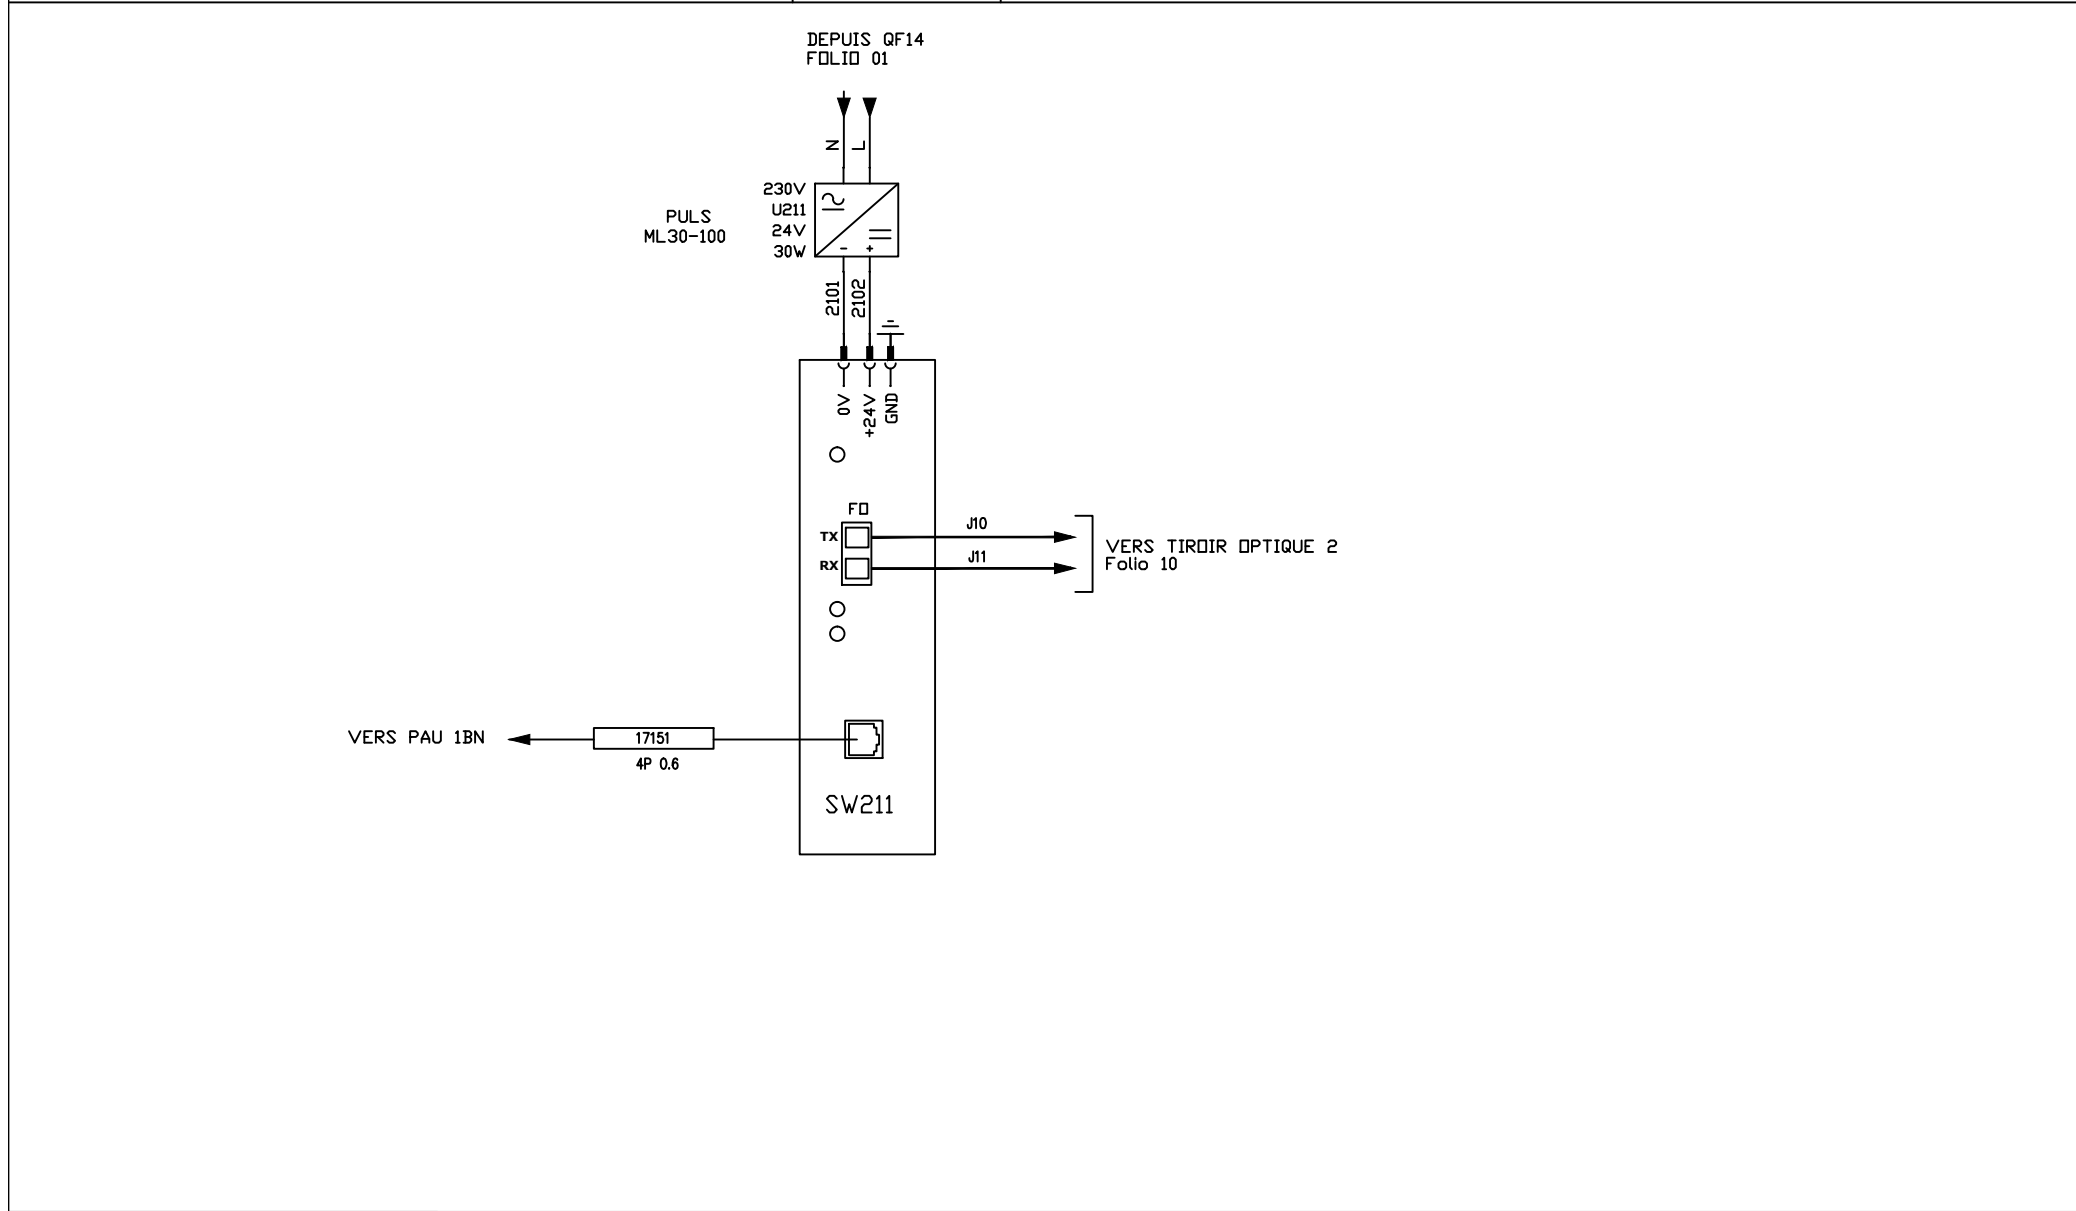 DEPUIS QF14
FOLIO 01
N
L
230V
U211
24V
30W
PULS
ML30-100
- +
2101
2102
0V
+24V
GND
FO
TX
RX
J10
J11
VERS TIROIR OPTIQUE 2
Folio 10
VERS PAU 1BN
17151
4P 0.6
SW211